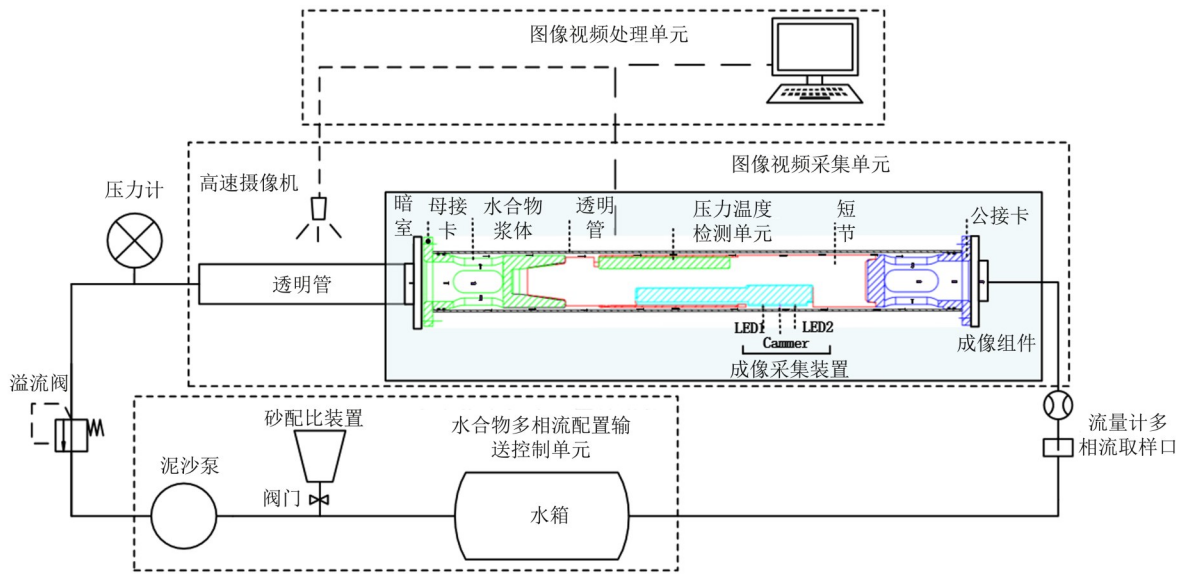 图像视频处理单元
图像视频采集单元
压力计
高速摄像机
暗
室
母接
卡
水合物
浆体
透明
管
压力温度
检测单元
短
节
公接卡
透明管
LED1
LED2
Cammer
成像组件
成像采集装置
溢流阀
砂配比装置
水合物多相流配置输
送控制单元
流量计多
相流取样口
泥沙泵
阀门
水箱